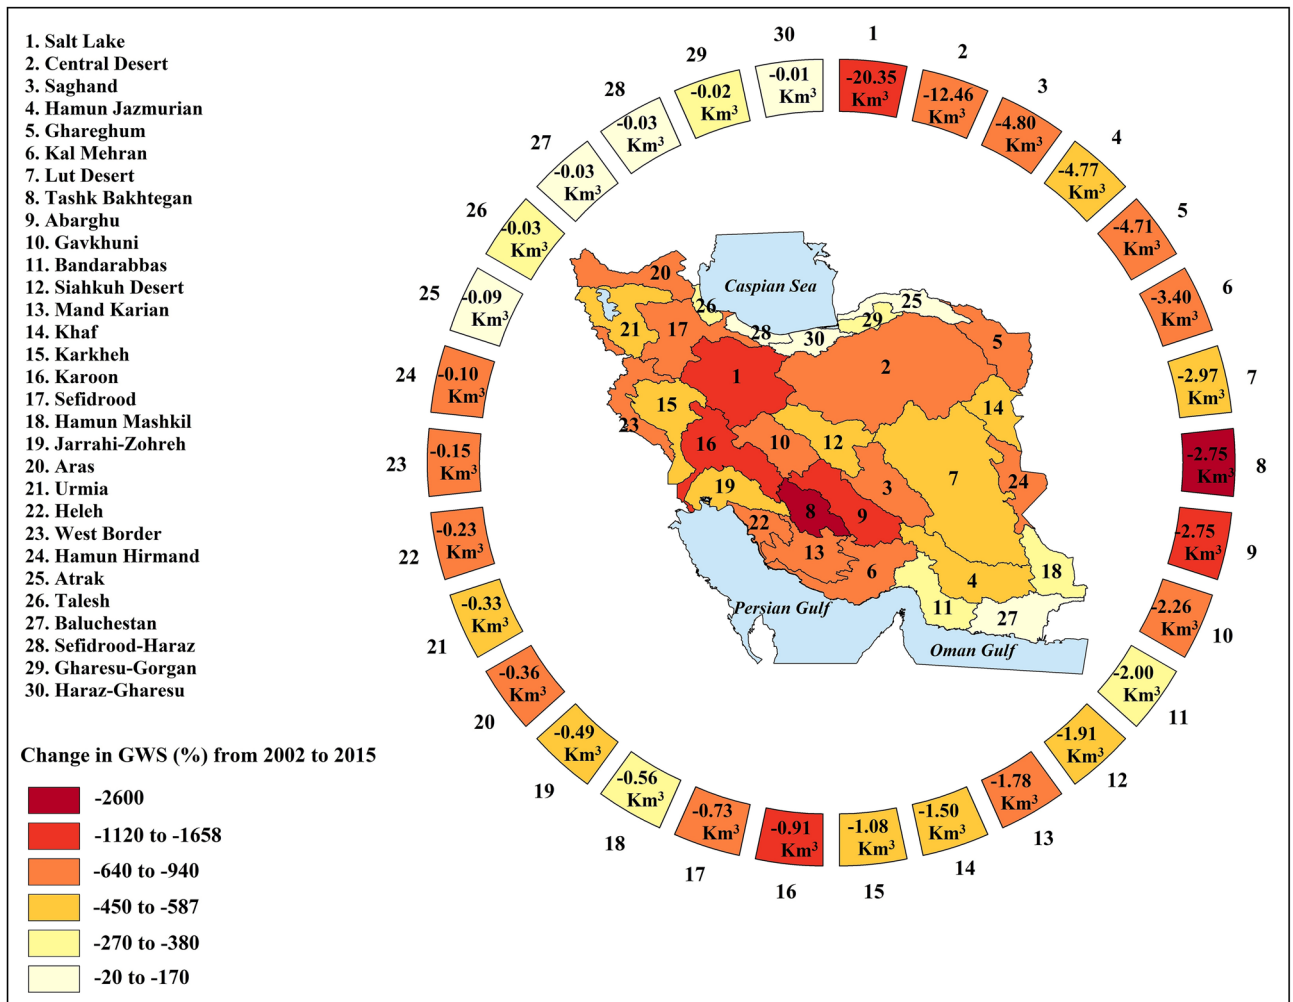 1. Salt Lake
2. Central Desert
3. Saghand
4. Hamun Jazmurian
5. Ghareghum
6. Kal Mehran
7. Lut Desert
8. Tashk Bakhtegan
9. Abarghu
10. Gavkhuni
11. Bandarabbas
12. Siahkuh Desert
13. Mand Karian
14. Khaf
15. Karkheh
16. Karoon
17. Sefidrood
18. Hamun Mashkil
19. Jarrahi-Zohreh
20. Aras
21. Urmia
22. Heleh
23. West Border
24. Hamun Hirmand
25. Atrak
26. Talesh
27. Baluchestan
28. Sefidrood-Haraz
29. Gharesu-Gorgan
30. Haraz-Gharesu
Change in GWS (%) from 2002 to 2015
-2600
-1120 to -1658
-640 to -940
-450 to -587
-270 to -380
-20 to -170
1
-20.35
Km³
2
-12.46
Km³
3
-4.80
Km³
4
-4.77
Km³
5
-4.71
Km³
6
-3.40
Km³
7
-2.97
Km³
8
-2.75
Km³
9
-2.75
Km³
10
-2.26
Km³
11
-2.00
Km³
12
-1.91
Km³
13
-1.78
Km³
14
-1.50
Km³
15
-1.08
Km³
16
-0.91
Km³
17
-0.73
Km³
18
-0.56
Km³
19
-0.49
Km³
20
-0.36
Km³
21
-0.33
Km³
22
-0.23
Km³
23
-0.15
Km³
24
-0.10
Km³
25
-0.09
Km³
26
-0.03
Km³
27
-0.03
Km³
28
-0.03
Km³
29
-0.02
Km³
30
-0.01
Km³
Caspian Sea
20
26
25
21
17
28
30
29
5
1
2
15
14
23
16
10
12
19
3
7
24
8
9
22
13
6
4
18
11
27
Persian Gulf
Oman Gulf